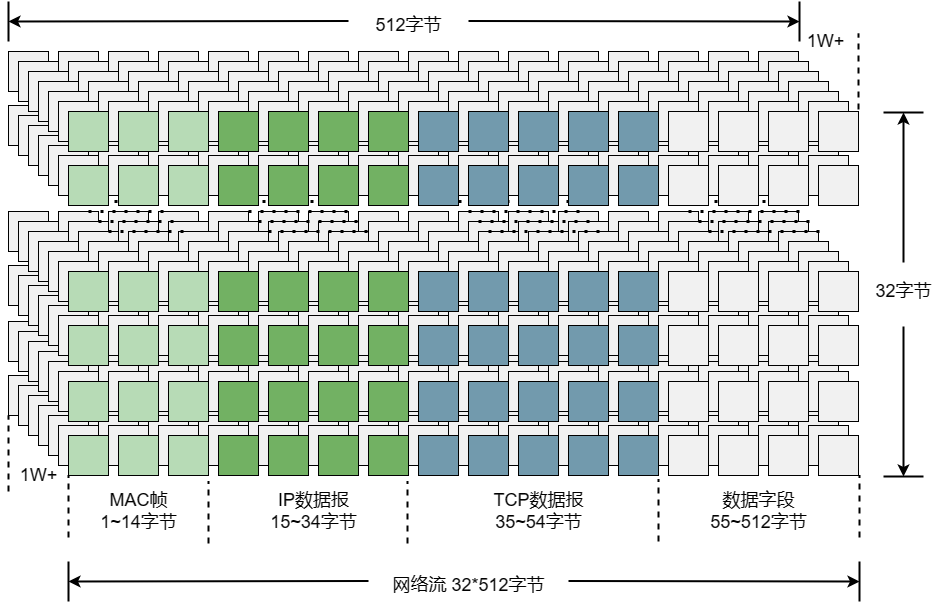 512字节
1W+
32字节
1W+
MAC帧
1~14字节
IP数据报
15~34字节
TCP数据报
35~54字节
数据字段
55~512字节
网络流 32*512字节